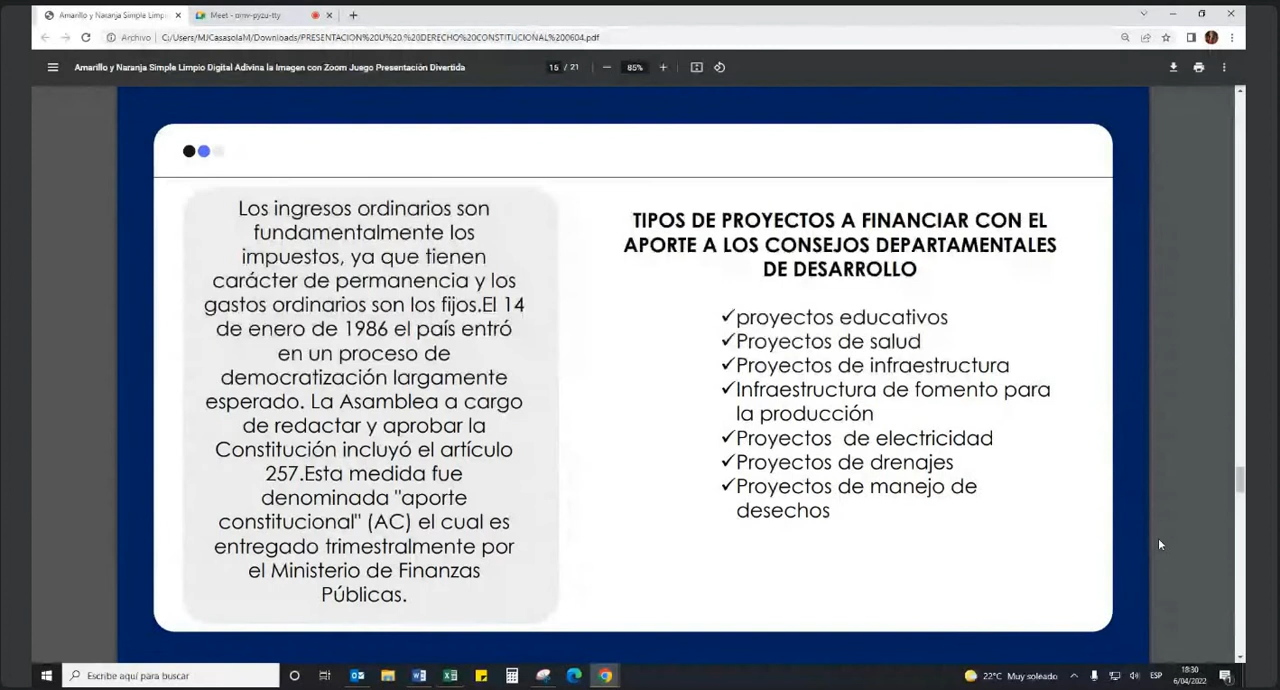 Amarillo y Naranja Simple Limp
Meet - amv-pyzu-tty
Archivo
C:/Users/MJCasasolaM/Downloads/PRESENTACION%20U%20.%20DERECHO%20CONSTITUCIONAL%200604.pdf
Amarillo y Naranja Simple Limpio Digital Adivina la Imagen con Zoom Juego Presentación Divertida
15 / 21
85%
Los ingresos ordinarios son
fundamentalmente los
impuestos, ya que tienen
carácter de permanencia y los
gastos ordinarios son los fijos.El 14
de enero de 1986 el país entró
en un proceso de
democratización largamente
esperado. La Asamblea a cargo
de redactar y aprobar la
Constitución incluyó el artículo
257.Esta medida fue
denominada "aporte
constitucional" (AC) el cual es
entregado trimestralmente por
el Ministerio de Finanzas
Públicas.
TIPOS DE PROYECTOS A FINANCIAR CON EL
APORTE A LOS CONSEJOS DEPARTAMENTALES
DE DESARROLLO
✓proyectos educativos
✓Proyectos de salud
✓Proyectos de infraestructura
✓Infraestructura de fomento para
la producción
✓Proyectos de electricidad
✓Proyectos de drenajes
✓Proyectos de manejo de
desechos
Escribe aquí para buscar
22°C Muy soleado
ESP
18:30
6/04/2022